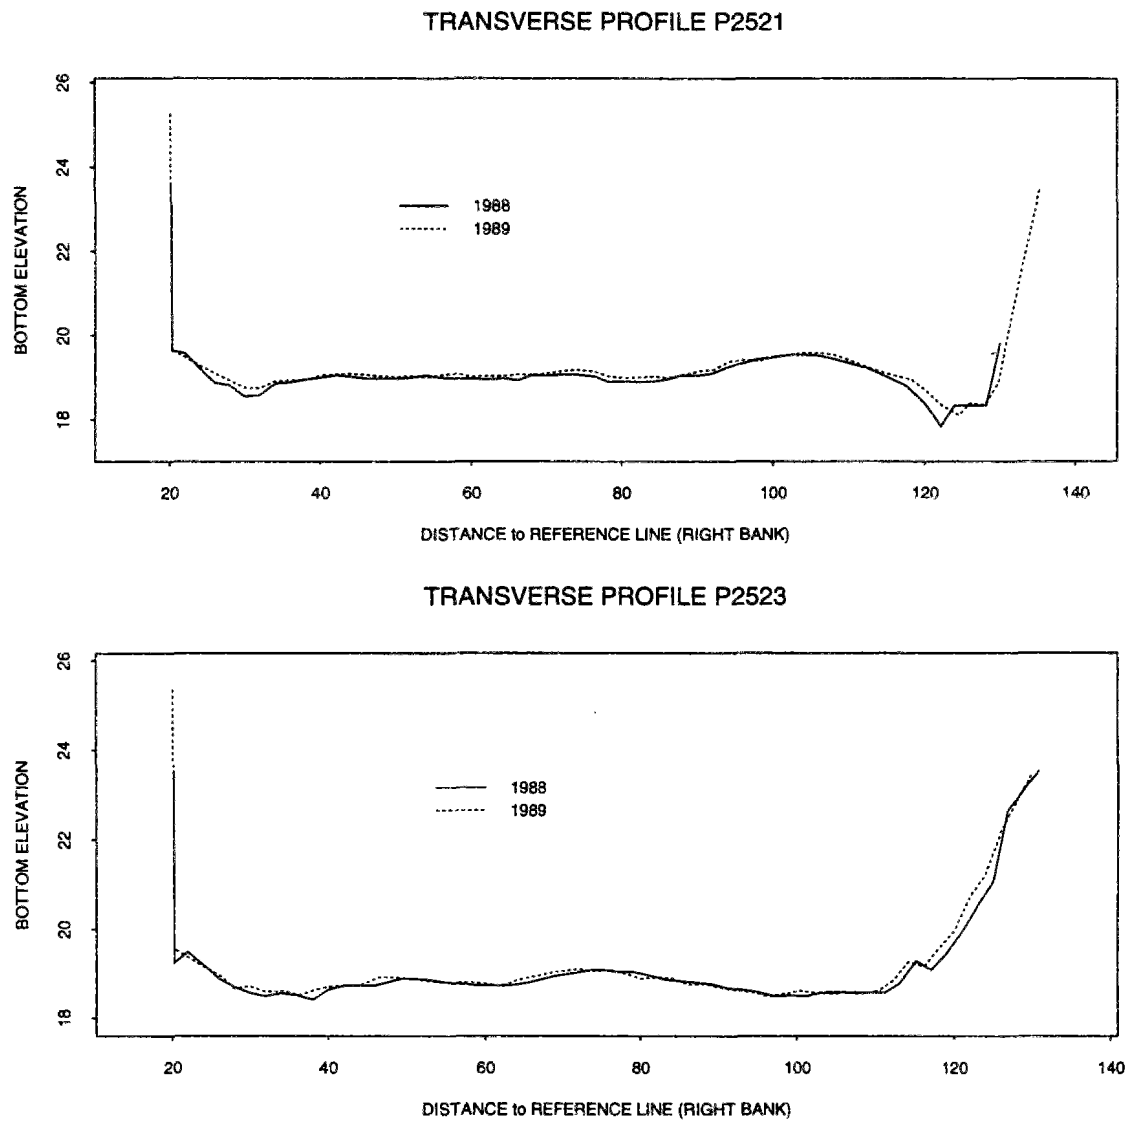 TRANSVERSE PROFILE P2521
26
24
22
20
18
BOTTOM ELEVATION
1988
1989
20 40 60 80 100 120 140
DISTANCE to REFERENCE LINE (RIGHT BANK)
TRANSVERSE PROFILE P2523
26
24
22
20
18
BOTTOM ELEVATION
1988
1989
20 40 60 80 100 120 140
DISTANCE to REFERENCE LINE (RIGHT BANK)